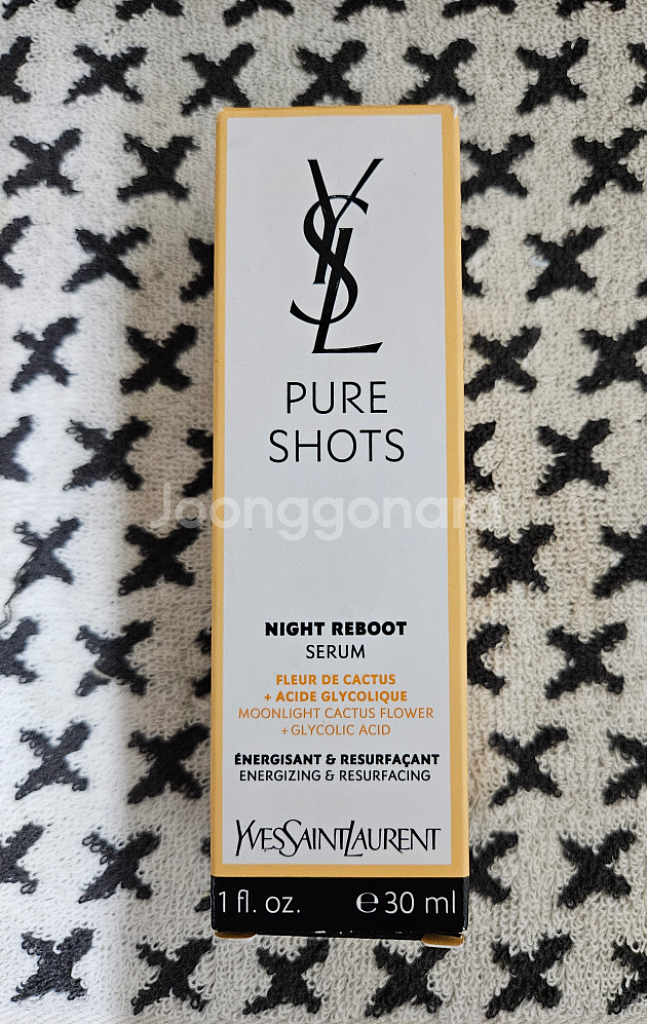 YSL
PURE
SHOTS
Joonggonara
NIGHT REBOOT
SERUM
FLEUR DE CACTUS
+ ACIDE GLYCOLIQUE
MOONLIGHT CACTUS FLOWER
+ GLYCOLIC ACID
ÉNERGISANT & RESURFAÇANT
ENERGIZING & RESURFACING
YVESSAINTLAURENT
1 fl. oz. ℮ 30 ml